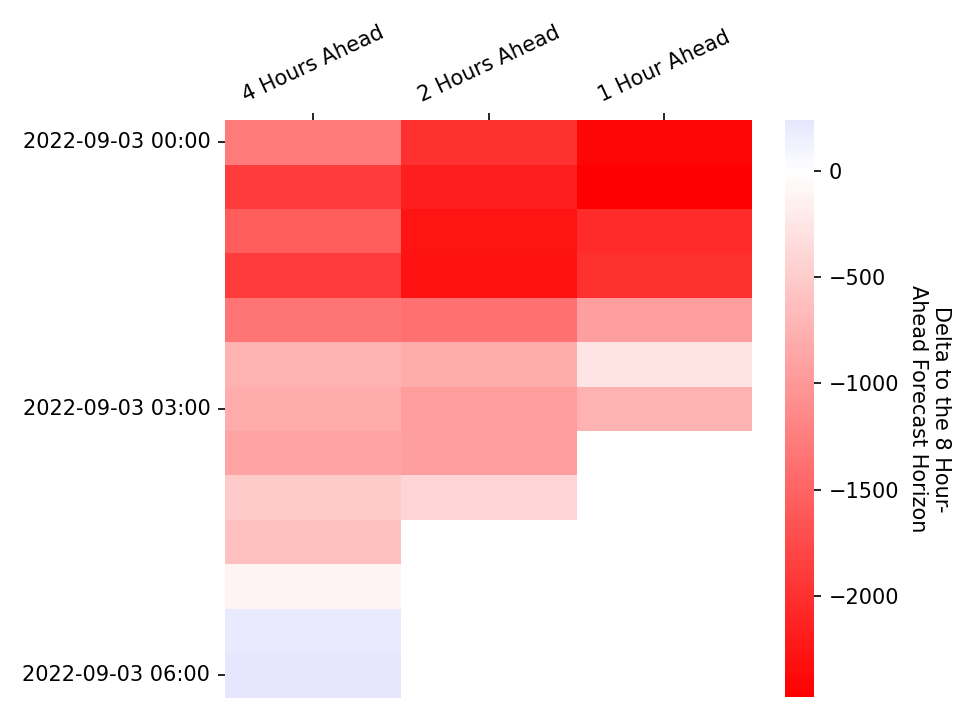 4 Hours Ahead
2 Hours Ahead
1 Hour Ahead
2022-09-03 00:00
2022-09-03 03:00
2022-09-03 06:00
0
−500
−1000
−1500
−2000
Delta to the 8 Hour-
Ahead Forecast Horizon